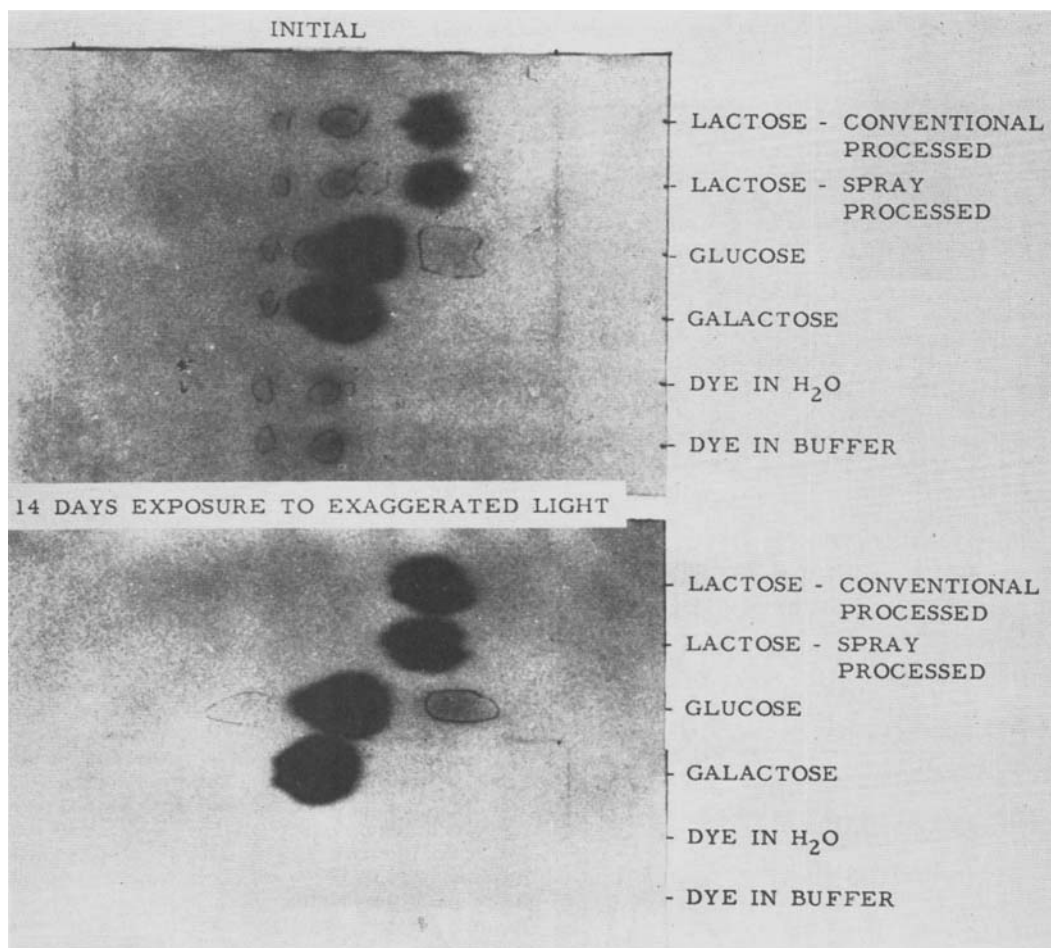 INITIAL
LACTOSE - CONVENTIONAL
PROCESSED
LACTOSE - SPRAY
PROCESSED
GLUCOSE
GALACTOSE
DYE IN H₂O
DYE IN BUFFER
14 DAYS EXPOSURE TO EXAGGERATED LIGHT
LACTOSE - CONVENTIONAL
PROCESSED
LACTOSE - SPRAY
PROCESSED
GLUCOSE
GALACTOSE
DYE IN H₂O
DYE IN BUFFER